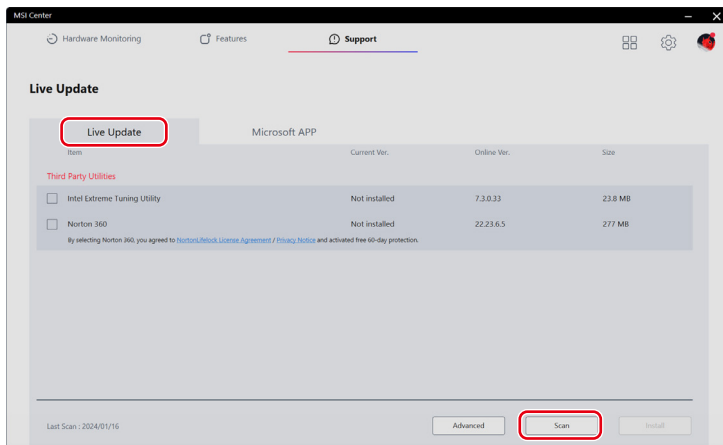 MSI Center
Hardware Monitoring Features Support
Live Update
Live Update Microsoft APP
Item Current Ver. Online Ver. Size
Third Party Utilities
Intel Extreme Tuning Utility Not installed 7.3.0.33 23.8 MB
Norton 360 Not installed 22.23.6.5 277 MB
By selecting Norton 360, you agreed to NortonLifelock License Agreement / Privacy Notice and activated free 60-day protection.
Last Scan : 2024/01/16 Advanced Scan Install